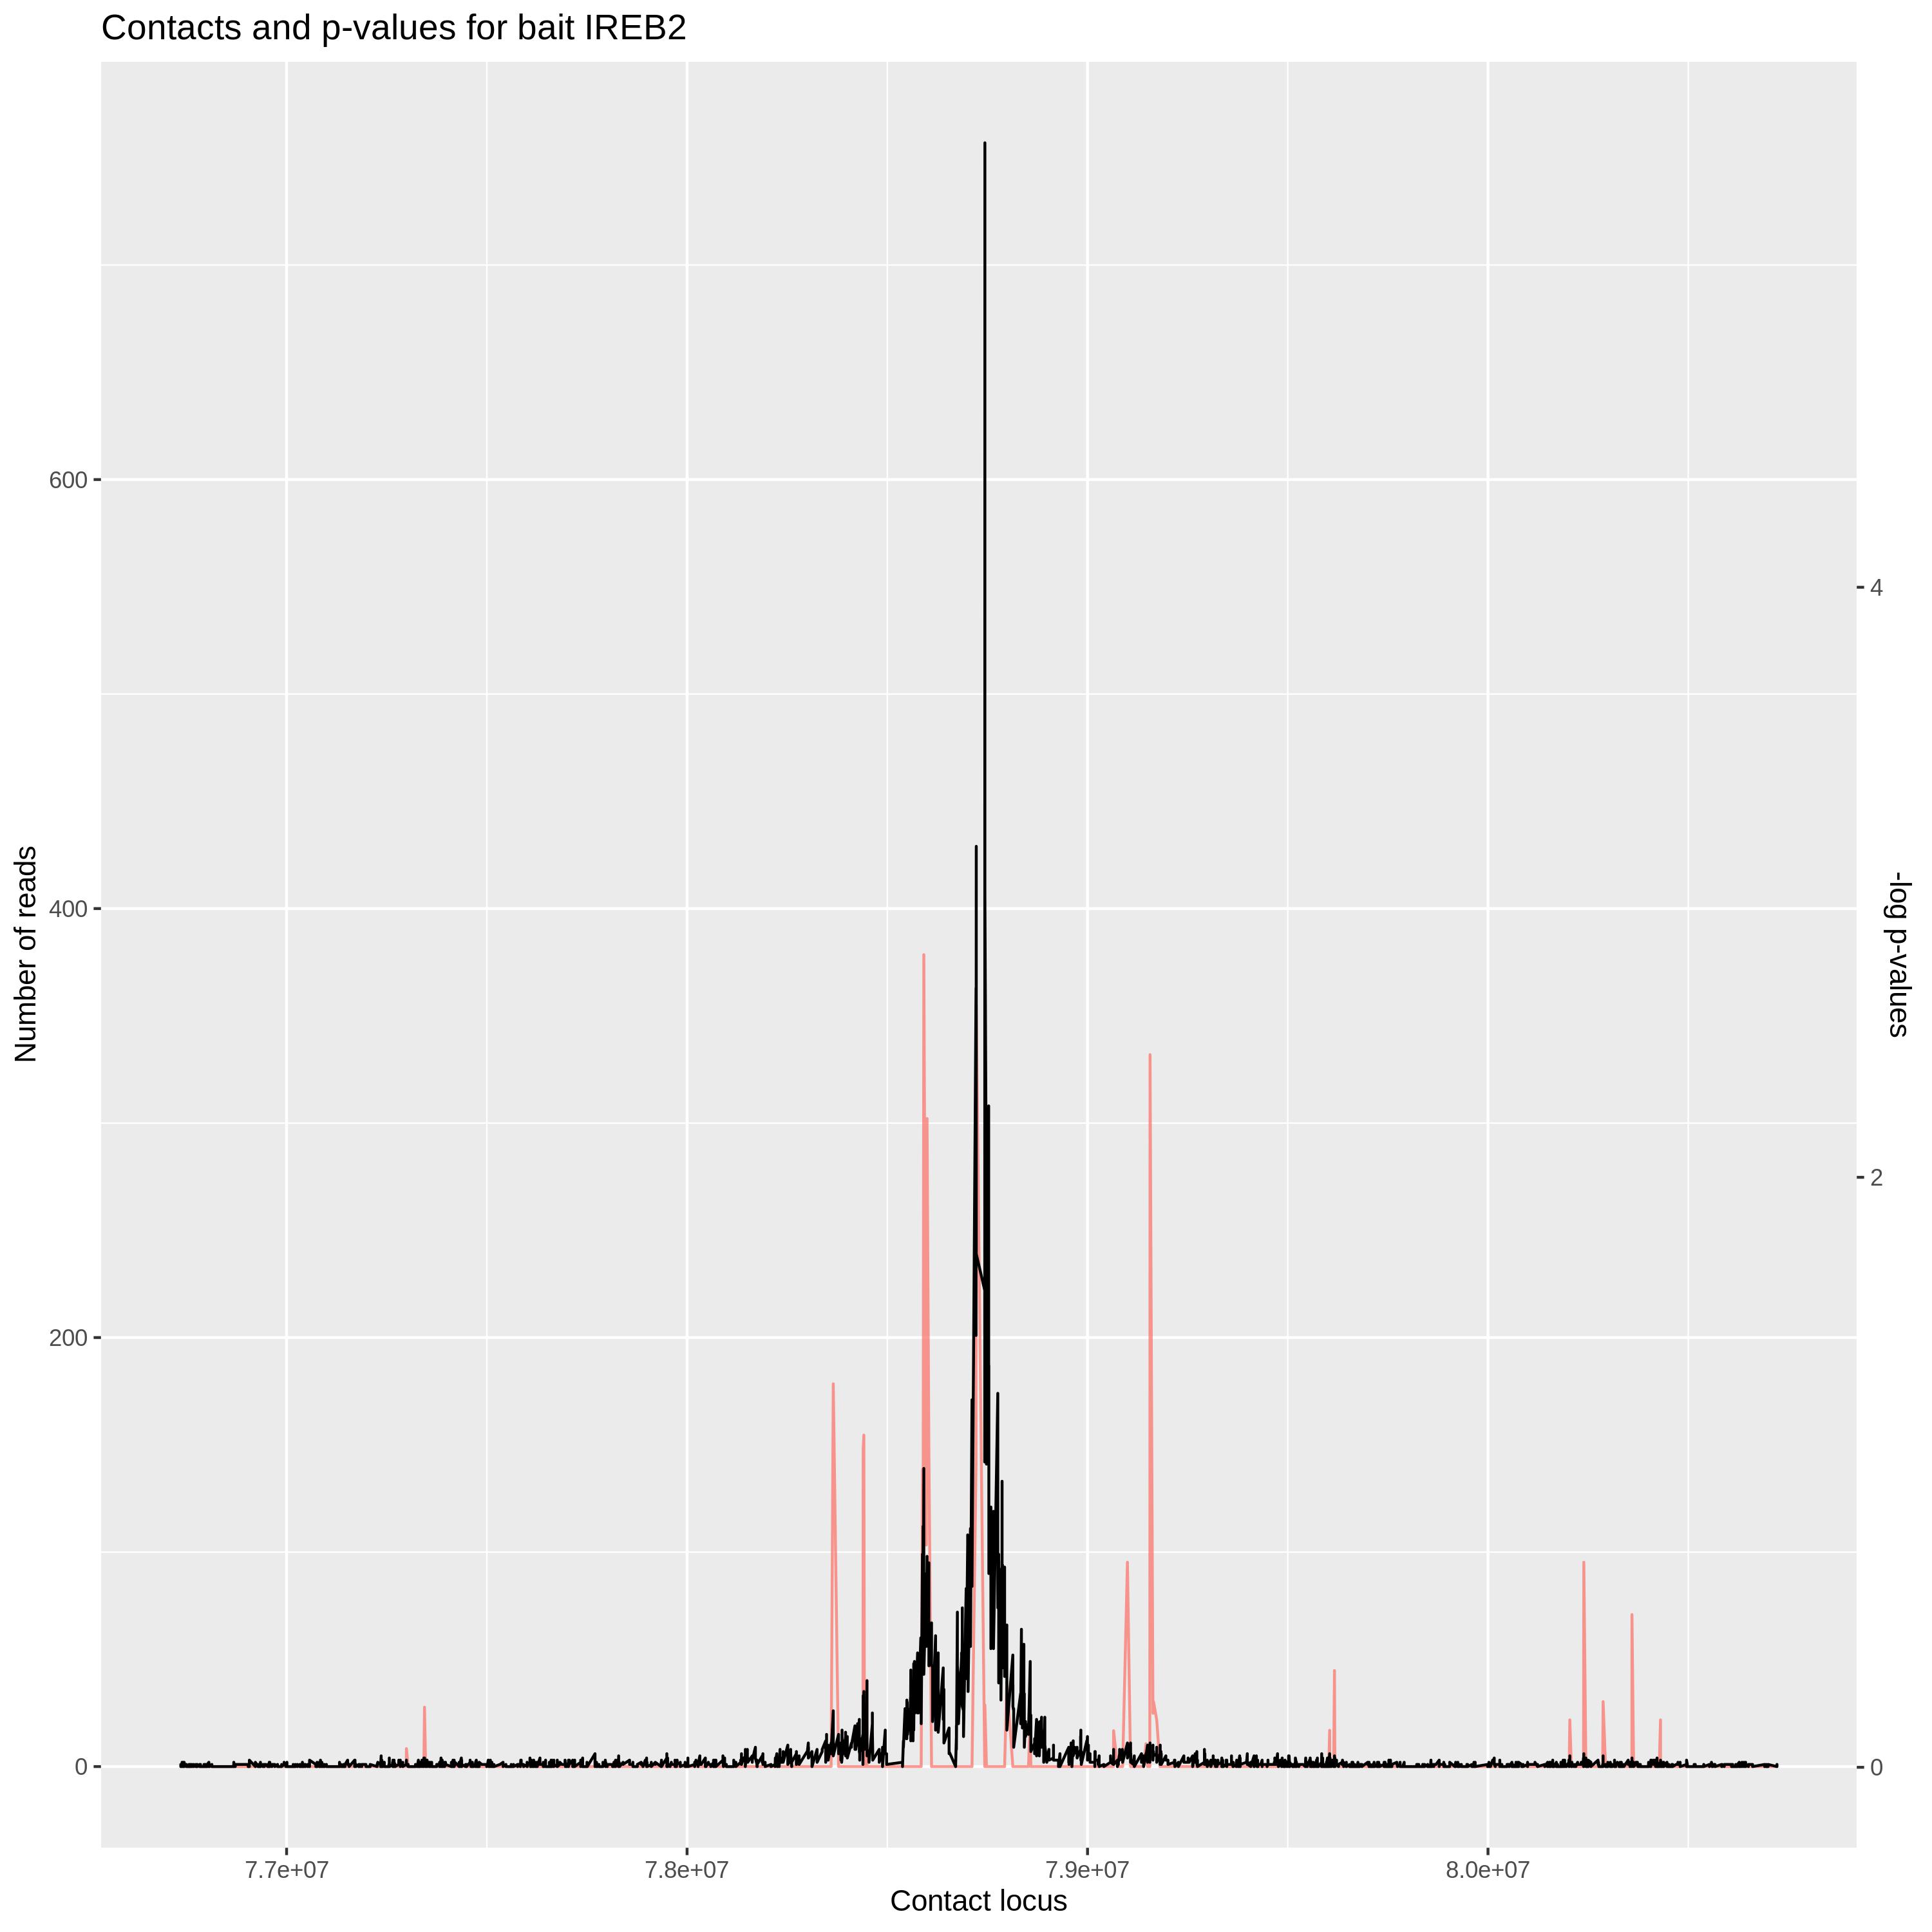 Contacts and p-values for bait IREB2
Number of reads
600
400
200
0
-log p-values
4
2
0
7.7e+07
7.8e+07
7.9e+07
8.0e+07
Contact locus